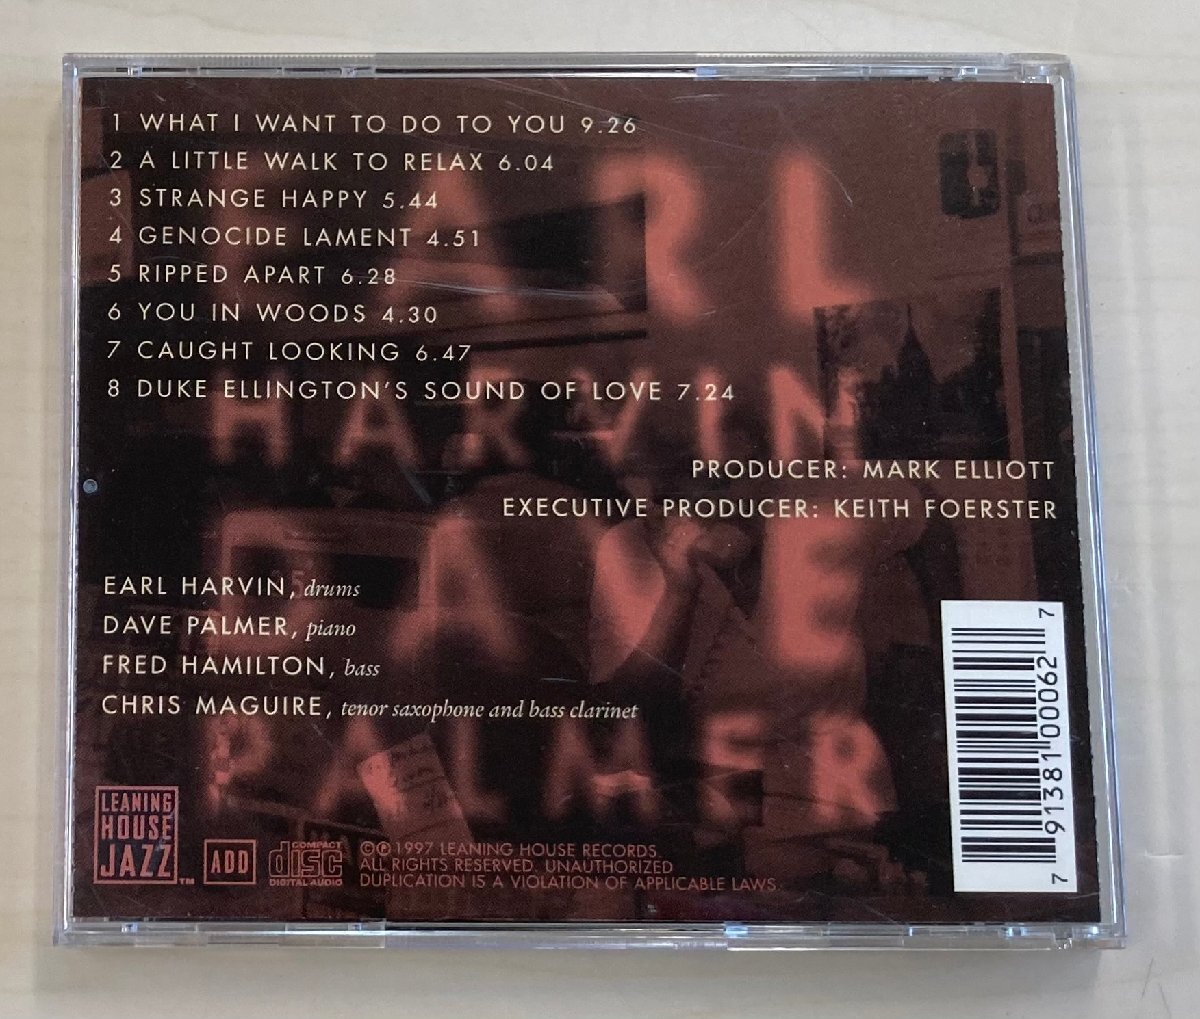 1 WHAT I WANT TO DO TO YOU 9.26
2 A LITTLE WALK TO RELAX 6.04
3 STRANGE HAPPY 5.44
4 GENOCIDE LAMENT 4.51
5 RIPPED APART 6.28
6 YOU IN WOODS 4.30
7 CAUGHT LOOKING 6.47
8 DUKE ELLINGTON'S SOUND OF LOVE 7.24
EARL
HARVIN
DAVE
PALMER
PRODUCER: MARK ELLIOTT
EXECUTIVE PRODUCER: KEITH FOERSTER
EARL HARVIN, drums
DAVE PALMER, piano
FRED HAMILTON, bass
CHRIS MAGUIRE, tenor saxophone and bass clarinet
LEANING
HOUSE
JAZZ™
ADD
COMPACT
disc
DIGITAL AUDIO
©℗1997 LEANING HOUSE RECORDS.
ALL RIGHTS RESERVED. UNAUTHORIZED
DUPLICATION IS A VIOLATION OF APPLICABLE LAWS.
7 91381 00062 7